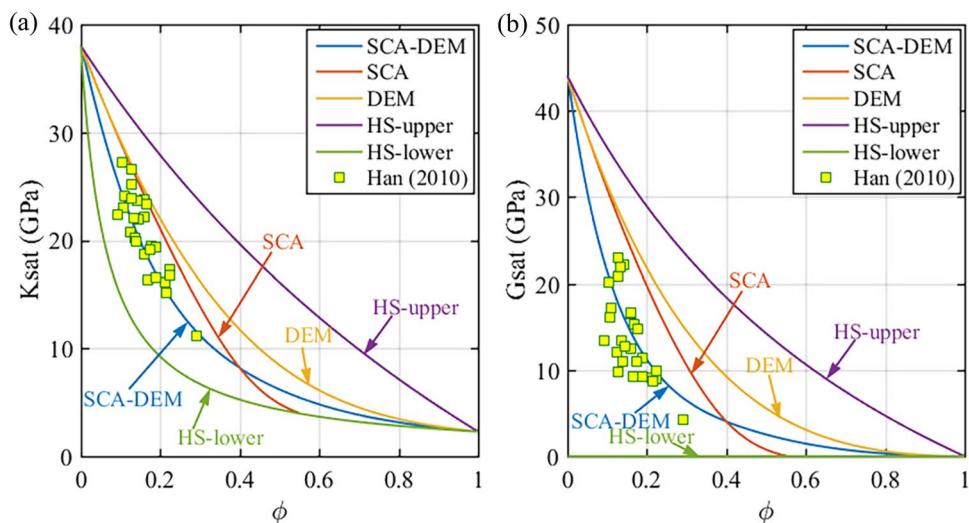 (a)
40
30
20
10
0
Ksat (GPa)
SCA-DEM
SCA
DEM
HS-upper
HS-lower
Han (2010)
SCA
HS-upper
DEM
SCA-DEM
HS-lower
0 0.2 0.4 0.6 0.8 1
ϕ
(b)
50
40
30
20
10
0
Gsat (GPa)
SCA-DEM
SCA
DEM
HS-upper
HS-lower
Han (2010)
SCA
HS-upper
DEM
SCA-DEM
HS-lower
0 0.2 0.4 0.6 0.8 1
ϕ